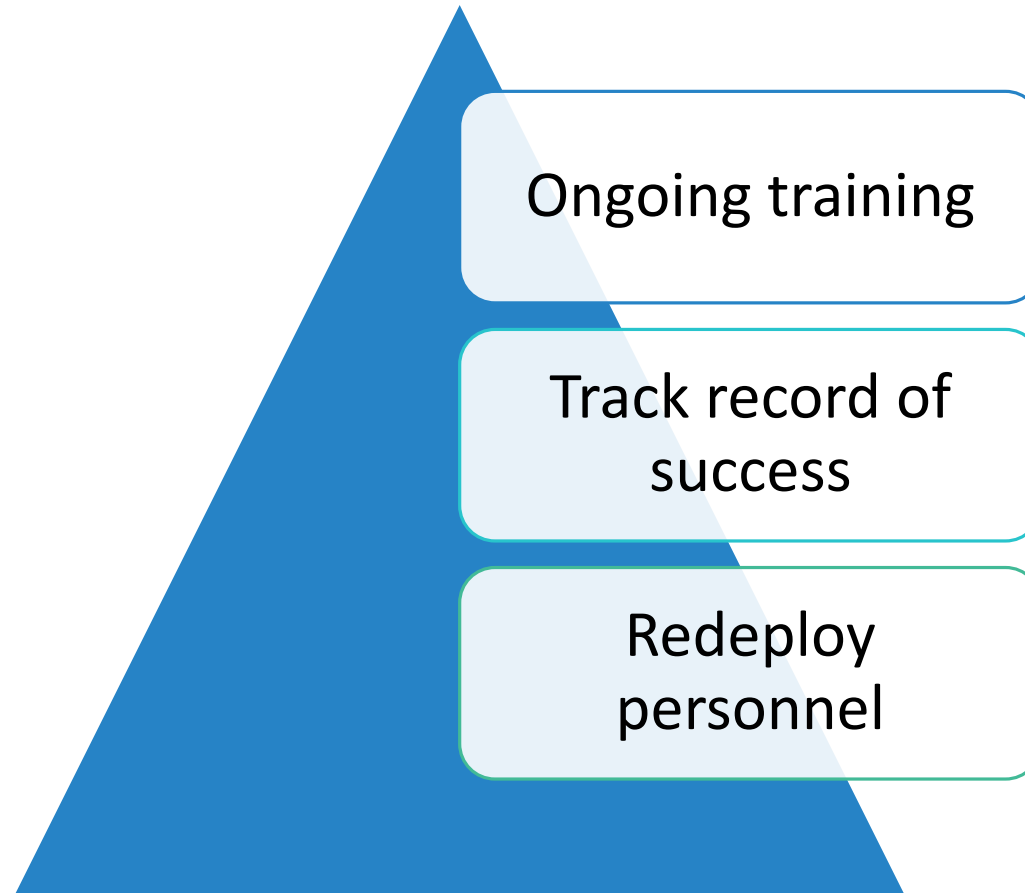 Ongoing training
Track record of
success
Redeploy
personnel